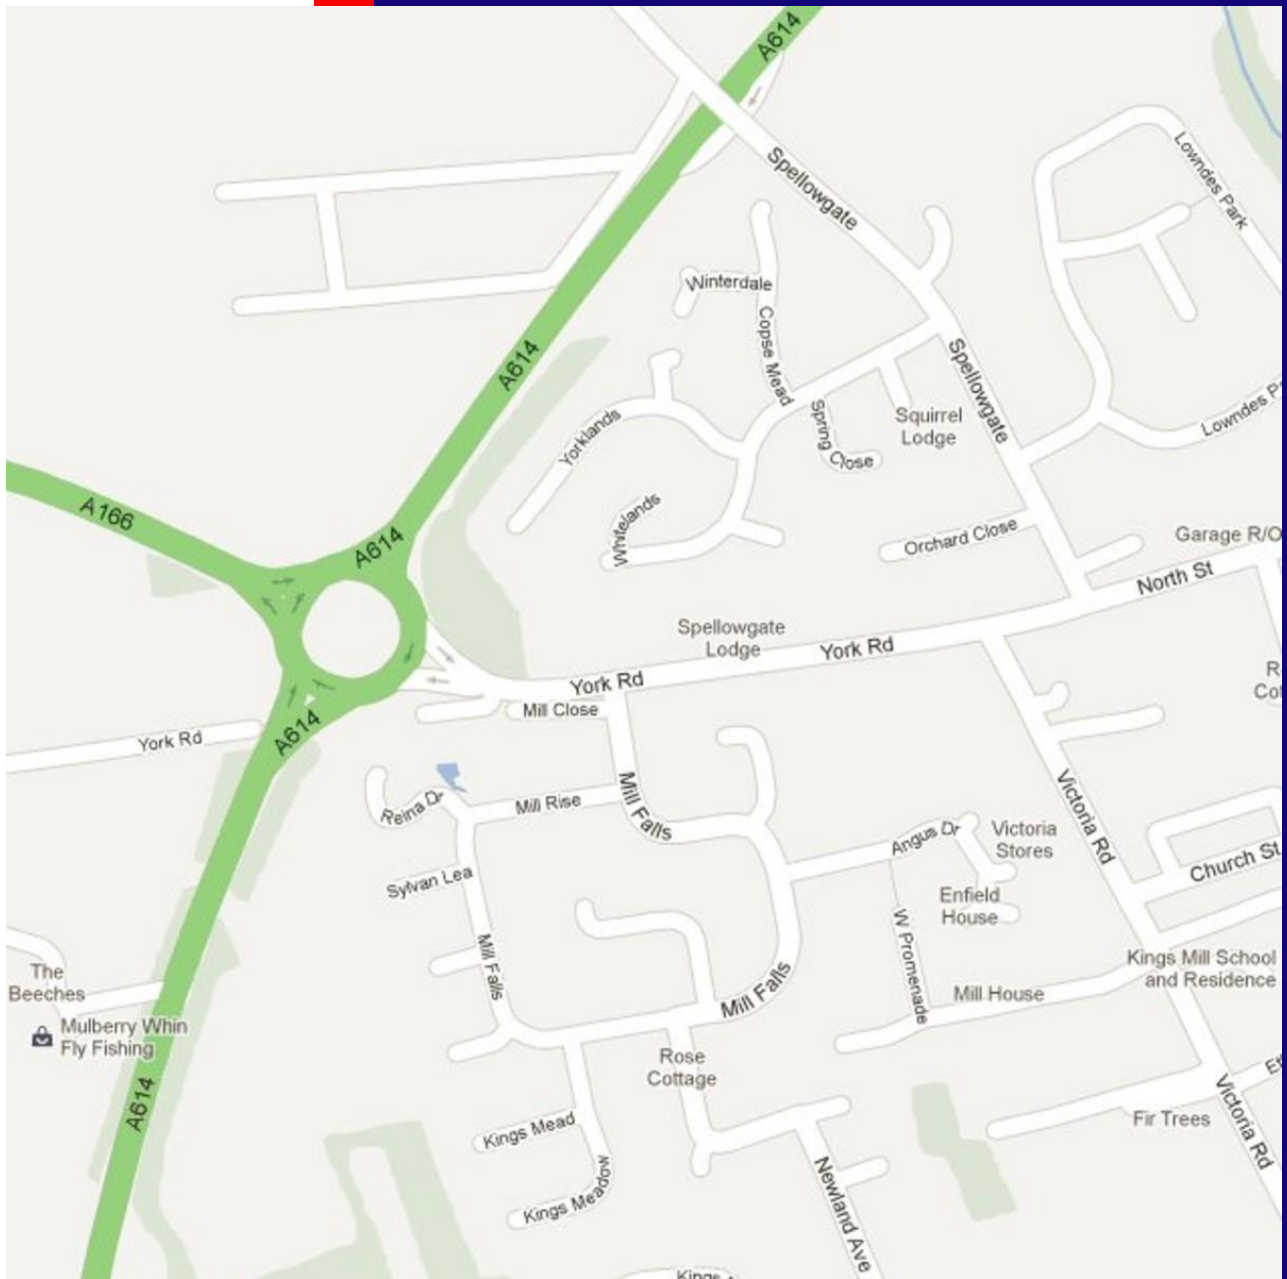 A614
Spellowgate
Lowndes Park
Winterdale
Copse Mead
A614
Spellowgate
Yorklands
Spring Close
Squirrel
Lodge
Lowndes P
A166
Whitelands
A614
Orchard Close
Garage R/O
North St
Spellowgate
Lodge
York Rd
York Rd
Mill Close
A614
York Rd
Reina Dr
Mill Rise
Mill Falls
Victoria Rd
Angus Dr
Victoria
Stores
Church St
Sylvan Lea
Enfield
House
W Promenade
Mill Falls
Mill Falls
Kings Mill School
and Residence
The
Beeches
Mill House
Mulberry Whin
Fly Fishing
Rose
Cottage
A614
Kings Mead
Fir Trees
Victoria Rd
Kings Meadow
Newland Ave